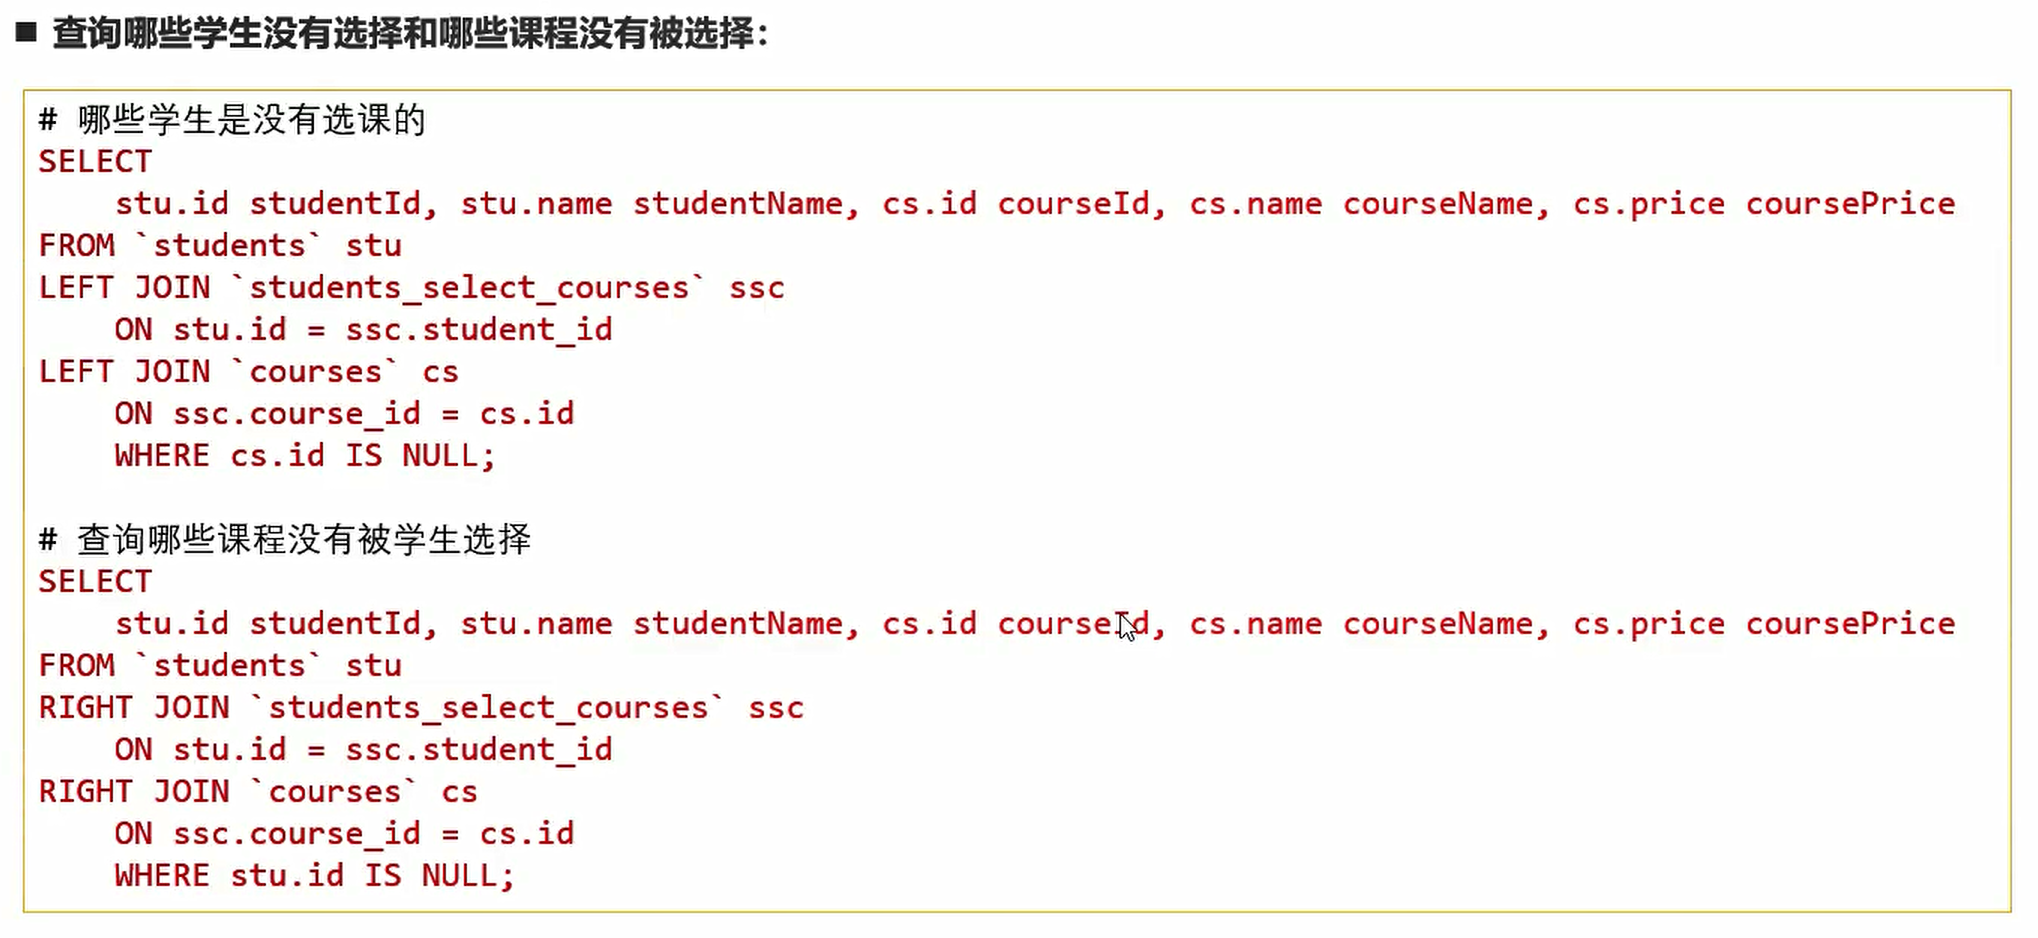 ■ 查询哪些学生没有选择和哪些课程没有被选择：
# 哪些学生是没有选课的
SELECT
    stu.id studentId, stu.name studentName, cs.id courseId, cs.name courseName, cs.price coursePrice
FROM `students` stu
LEFT JOIN `students_select_courses` ssc
    ON stu.id = ssc.student_id
LEFT JOIN `courses` cs
    ON ssc.course_id = cs.id
    WHERE cs.id IS NULL;

# 查询哪些课程没有被学生选择
SELECT
    stu.id studentId, stu.name studentName, cs.id courseId, cs.name courseName, cs.price coursePrice
FROM `students` stu
RIGHT JOIN `students_select_courses` ssc
    ON stu.id = ssc.student_id
RIGHT JOIN `courses` cs
    ON ssc.course_id = cs.id
    WHERE stu.id IS NULL;